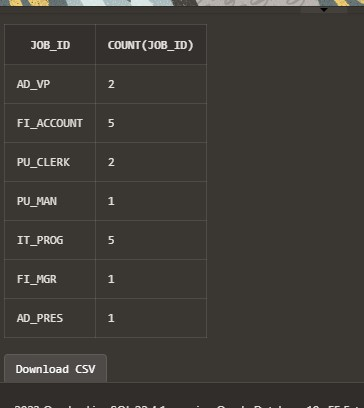 JOB_ID COUNT(JOB_ID)
AD_VP 2
FI_ACCOUNT 5
PU_CLERK 2
PU_MAN 1
IT_PROG 5
FI_MGR 1
AD_PRES 1
Download CSV